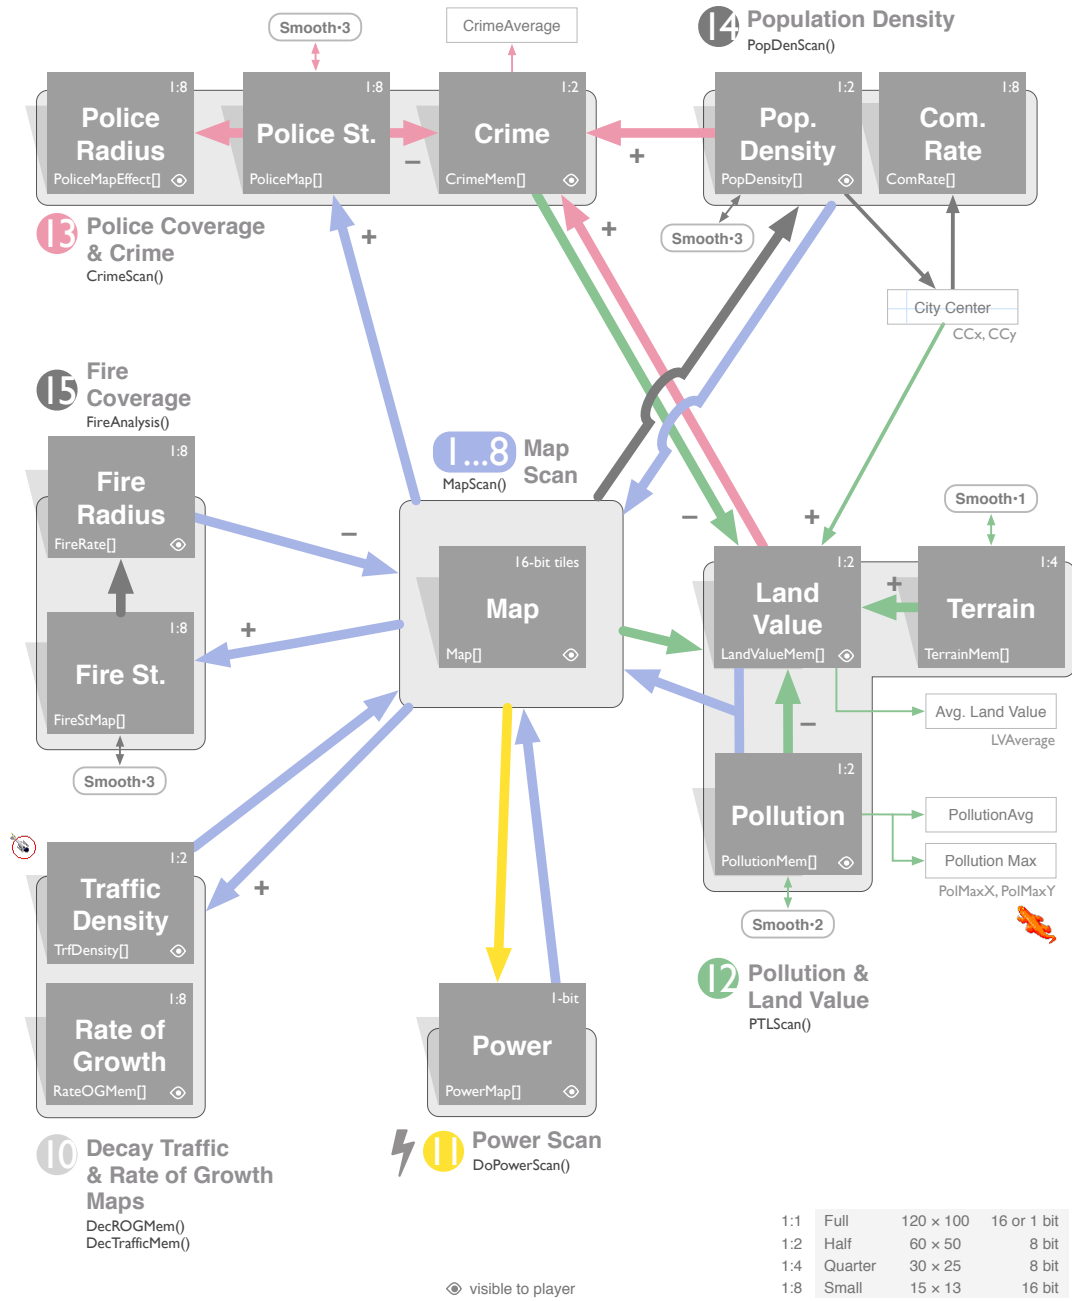 Smooth•3
CrimeAverage
14 Population Density
PopDenScan()
1:8
Police
Radius
PoliceMapEffect[]
1:8
Police St.
PoliceMap[]
1:2
Crime
CrimeMem[]
1:2
Pop.
Density
PopDensity[]
1:8
Com.
Rate
ComRate[]
−
+
13 Police Coverage
& Crime
CrimeScan()
+
+
Smooth•3
City Center
CCx, CCy
15 Fire
Coverage
FireAnalysis()
1:8
Fire
Radius
FireRate[]
1...8 Map
Scan
MapScan()
−
−
+
Smooth•1
16-bit tiles
Map
Map[]
1:2
Land
Value
LandValueMem[]
+
1:4
Terrain
TerrainMem[]
1:8
Fire St.
FireStMap[]
+
Smooth•3
−
Avg. Land Value
LVAverage
1:2
Pollution
PollutionMem[]
PollutionAvg
Pollution Max
PolMaxX, PolMaxY
Smooth•2
1:2
Traffic
Density
TrfDensity[]
+
1:8
Rate of
Growth
RateOGMem[]
12 Pollution &
Land Value
PTLScan()
1-bit
Power
PowerMap[]
10 Decay Traffic
& Rate of Growth
Maps
DecROGMem()
DecTrafficMem()
11 Power Scan
DoPowerScan()
1:1 Full 120 × 100 16 or 1 bit
1:2 Half 60 × 50 8 bit
1:4 Quarter 30 × 25 8 bit
1:8 Small 15 × 13 16 bit
visible to player